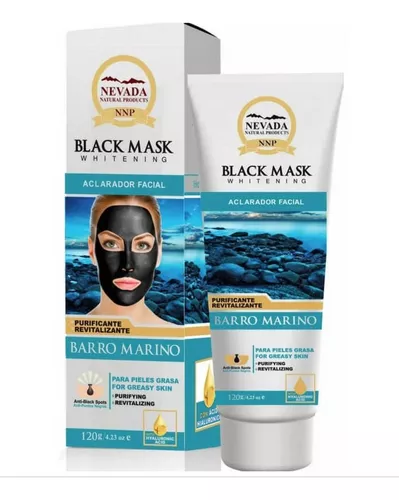 NEVADA
NATURAL PRODUCTS
NNP
BLACK MASK
WHITENING
ACLARADOR FACIAL
PURIFICANTE
REVITALIZANTE
BARRO MARINO
Anti-Black Spots
PARA PIELES GRASA
FOR GREASY SKIN
• PURIFYING
• REVITALIZING
120g. / 4.23 oz e
HYALURONIC
ACID
NEVADA
NATURAL PRODUCTS
NNP
BLACK MASK
WHITENING
ACLARADOR FACIAL
PURIFICANTE
REVITALIZANTE
BARRO MARINO
PARA PIELES GRASA
FOR GREASY SKIN
• PURIFYING
• REVITALIZING
120g / 4.23 oz e